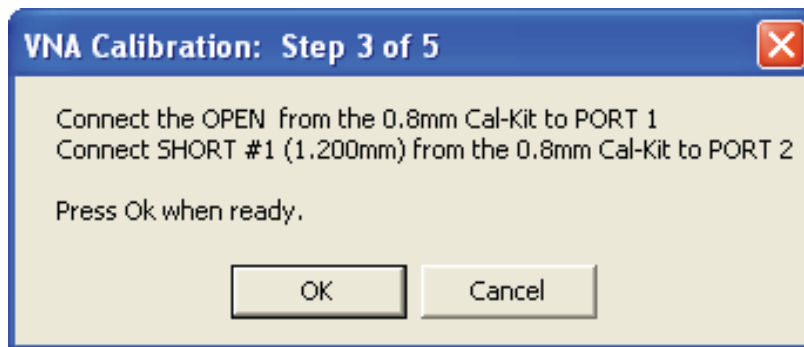 VNA Calibration: Step 3 of 5
Connect the OPEN from the 0.8mm Cal-Kit to PORT 1
Connect SHORT #1 (1.200mm) from the 0.8mm Cal-Kit to PORT 2
Press Ok when ready.
OK
Cancel